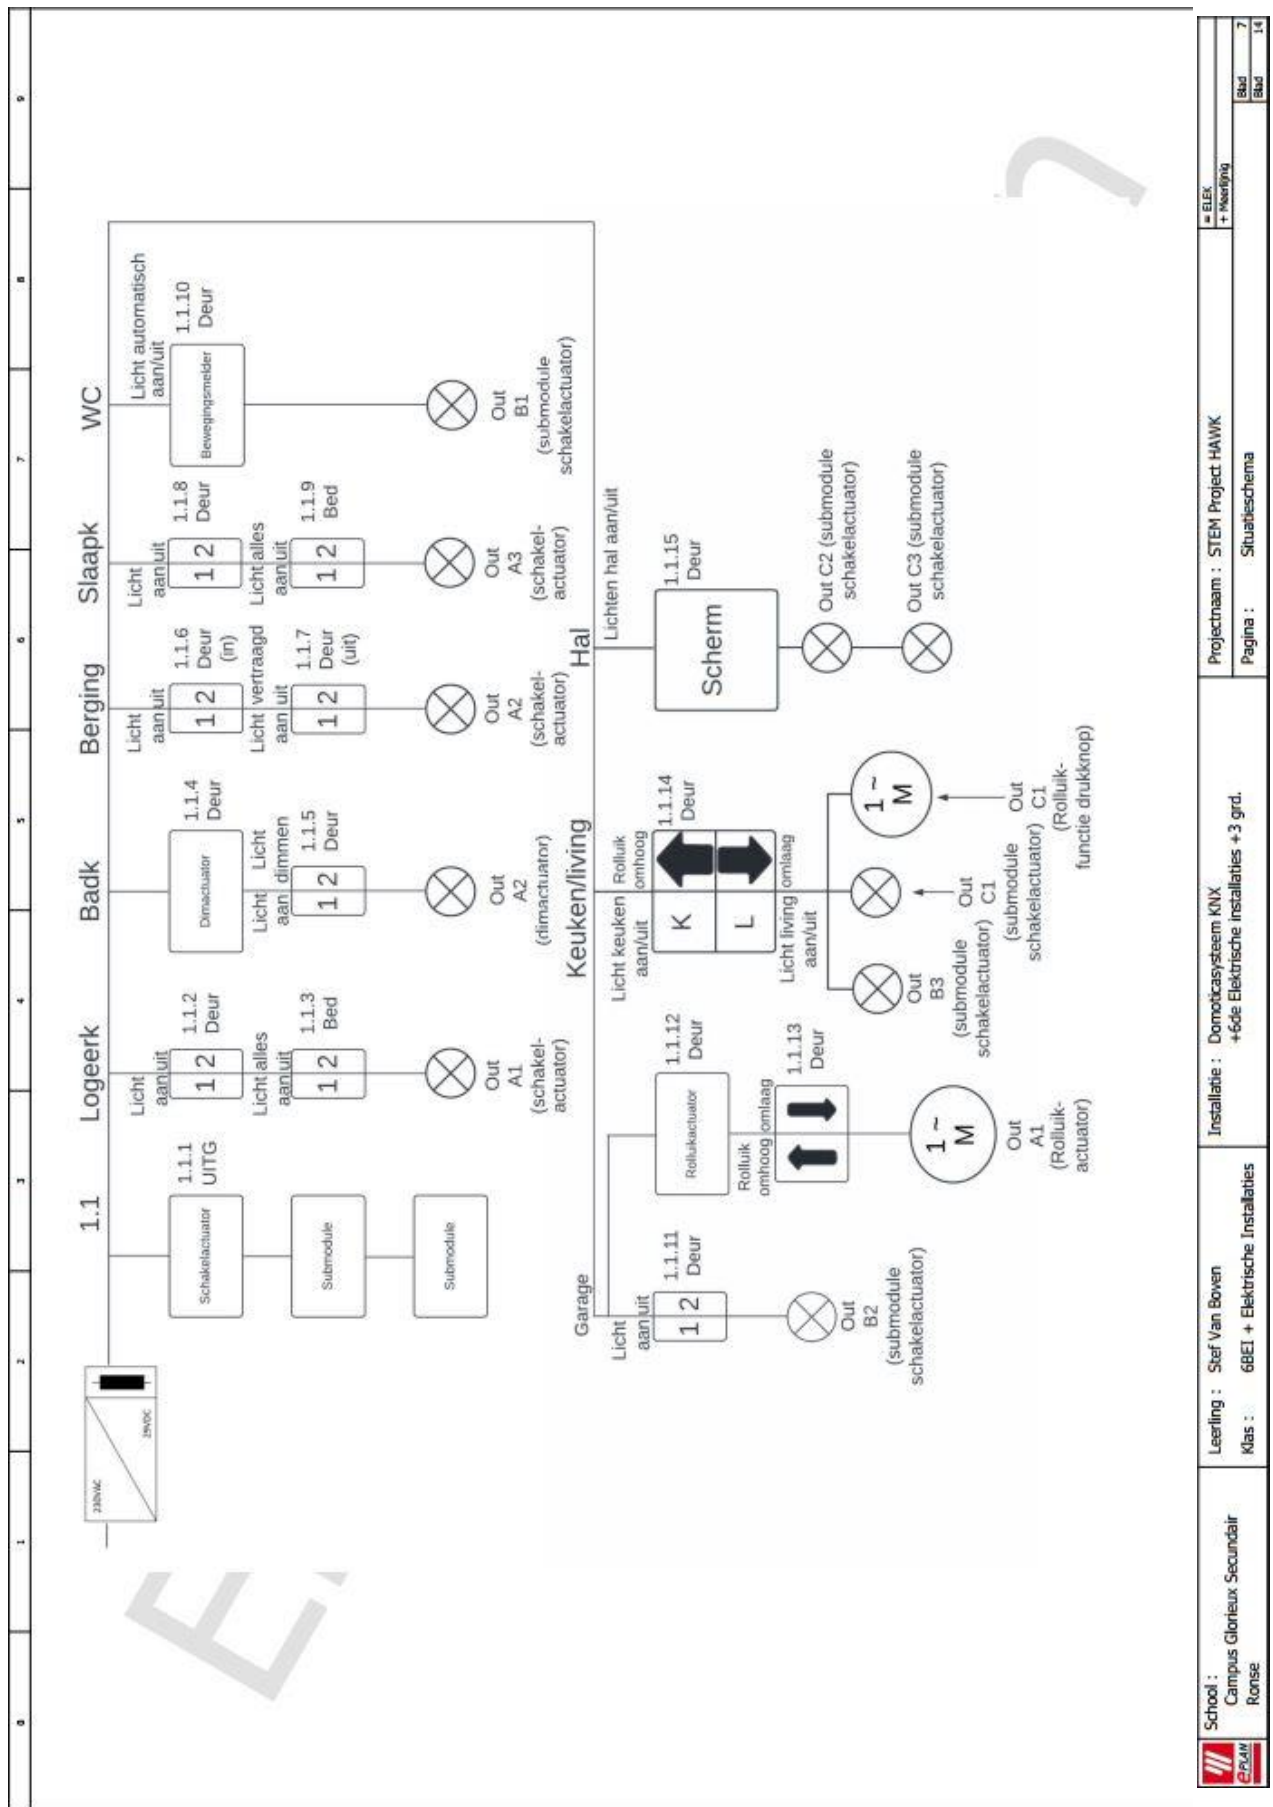 0 1 2 3 4 5 6 7 8 9
230VAC
29VDC
1.1
Schakelactuator
1.1.1
UITG
Submodule
Submodule
Logeerk
Licht
aan uit
1 2
1.1.2
Deur
Licht alles
aan uit
1 2
1.1.3
Bed
Out
A1
(schakel-
actuator)
Badk
Dimactuator
1.1.4
Deur
Licht Licht
aan dimmen
1 2
1.1.5
Deur
Out
A2
(dimactuator)
Berging
Licht
aan uit
1 2
1.1.6
Deur
(in)
Licht vertraagd
aan uit
1 2
1.1.7
Deur
(uit)
Out
A2
(schakel-
actuator)
Slaapk
Licht
aan uit
1 2
1.1.8
Deur
Licht alles
aan uit
1 2
1.1.9
Bed
Out
A3
(schakel-
actuator)
WC
Licht automatisch
aan/uit
Bewegingsmelder
1.1.10
Deur
Out
B1
(submodule
schakelactuator)
Garage
Licht
aan uit
1 2
1.1.11
Deur
Out
B2
(submodule
schakelactuator)
Rolluikactuator
1.1.12
Deur
Rolluik
omhoog omlaag
1.1.13
Deur
1 ~
M
Out
A1
(Rolluik-
actuator)
Keuken/living
Licht keuken
aan/uit
Rolluik
omhoog
K
L
1.1.14
Deur
Licht living
aan/uit
omlaag
Out
B3
(submodule
schakelactuator)
Out
C1
(submodule
schakelactuator)
1 ~
M
Out
C1
(Rolluik-
functie drukknop)
Hal
Lichten hal aan/uit
Scherm
1.1.15
Deur
Out C2 (submodule
schakelactuator)
Out C3 (submodule
schakelactuator)
ePLAN
School :
Campus Glorieux Secundair
Ronse
Leerling : Stef Van Boven
Klas : 6BEI + Elektrische Installaties
Installatie : Domoticasysteem KNX
+6de Elektrische installaties +3 grd.
Projectnaam : STEM Project HAWK
Pagina : Situatieschema
= ELEK
+ Meerlijnig
Blad 7
Blad 14